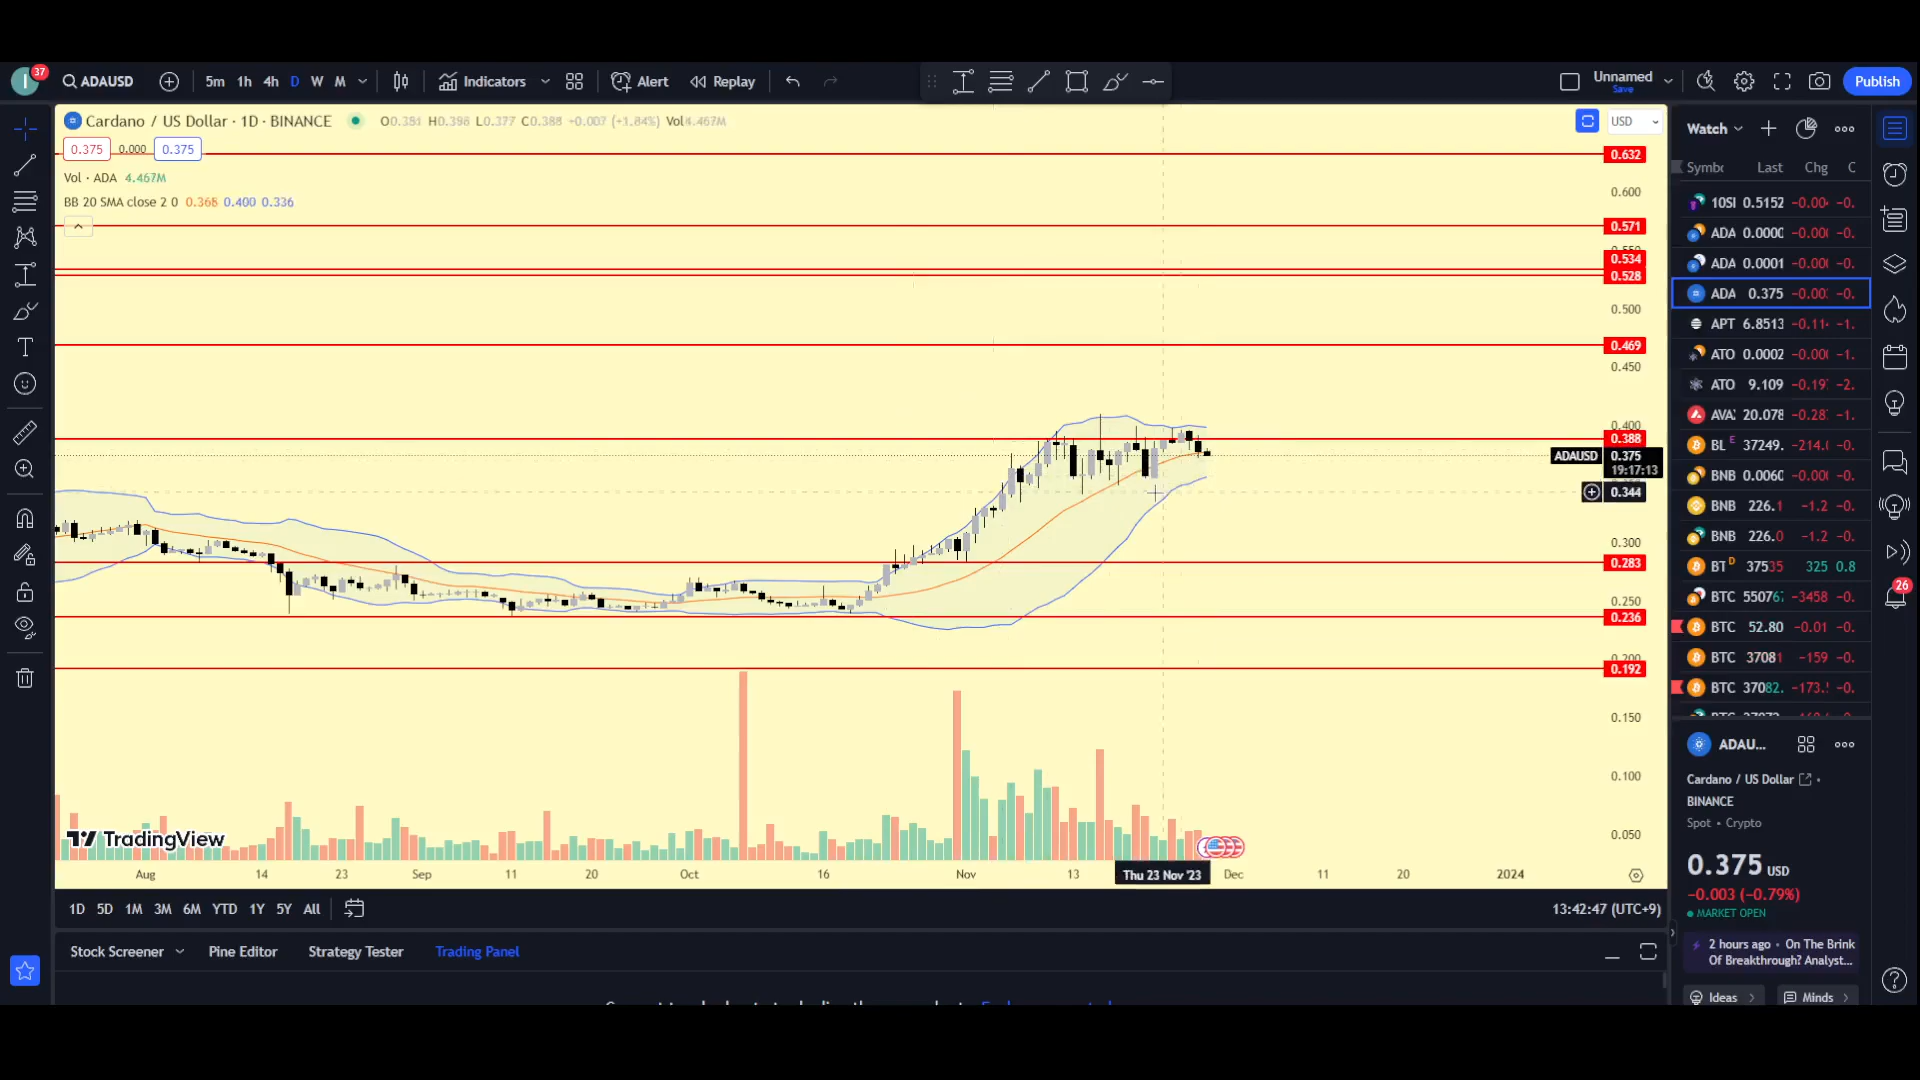 37
ADAUSD 5m 1h 4h D W M Indicators Alert Replay Unnamed Save Publish
Cardano / US Dollar · 1D · BINANCE O0.381 H0.398 L0.377 C0.388 +0.007 (+1.84%) Vol4.467M
USD
0.375 0.000 0.375
Vol · ADA 4.467M
BB 20 SMA close 2 0 0.368 0.400 0.336
0.632
0.600
0.571
0.534
0.528
0.500
0.469
0.450
0.400
0.388
ADAUSD 0.375
19:17:13
0.344
0.300
0.283
0.250
0.236
0.192
0.150
0.100
0.050
TradingView
Aug 14 23 Sep 11 20 Oct 16 Nov 13 Thu 23 Nov '23 Dec 11 20 2024
1D 5D 1M 3M 6M YTD 1Y 5Y All 13:42:47 (UTC+9)
Stock Screener Pine Editor Strategy Tester Trading Panel
Watch
Symbo Last Chg C
10SI 0.5152 −0.00 −0.
ADA 0.0000 −0.00 −0.
ADA 0.0001 −0.00 −0.
ADA 0.375 −0.00 −0.
APT 6.8513 −0.11 −1.
ATO 0.0002 −0.00 −1.
ATO 9.109 −0.19 −2.
AVA 20.078 −0.28 −1.
BL E 37249. −214. −0.
BNB 0.0060 −0.00 −0.
BNB 226.1 −1.2 −0.
BNB 226.0 −1.2 −0.
BT D 37535 325 0.8
BTC 55076 −3458 −0.
BTC 52.80 −0.01 −0.
BTC 37081 −159 −0.
BTC 37082. −173. −0.
26
ADAU...
Cardano / US Dollar
BINANCE
Spot • Crypto
0.375 USD
−0.003 (−0.79%)
MARKET OPEN
2 hours ago • On The Brink
Of Breakthrough? Analyst...
Ideas Minds